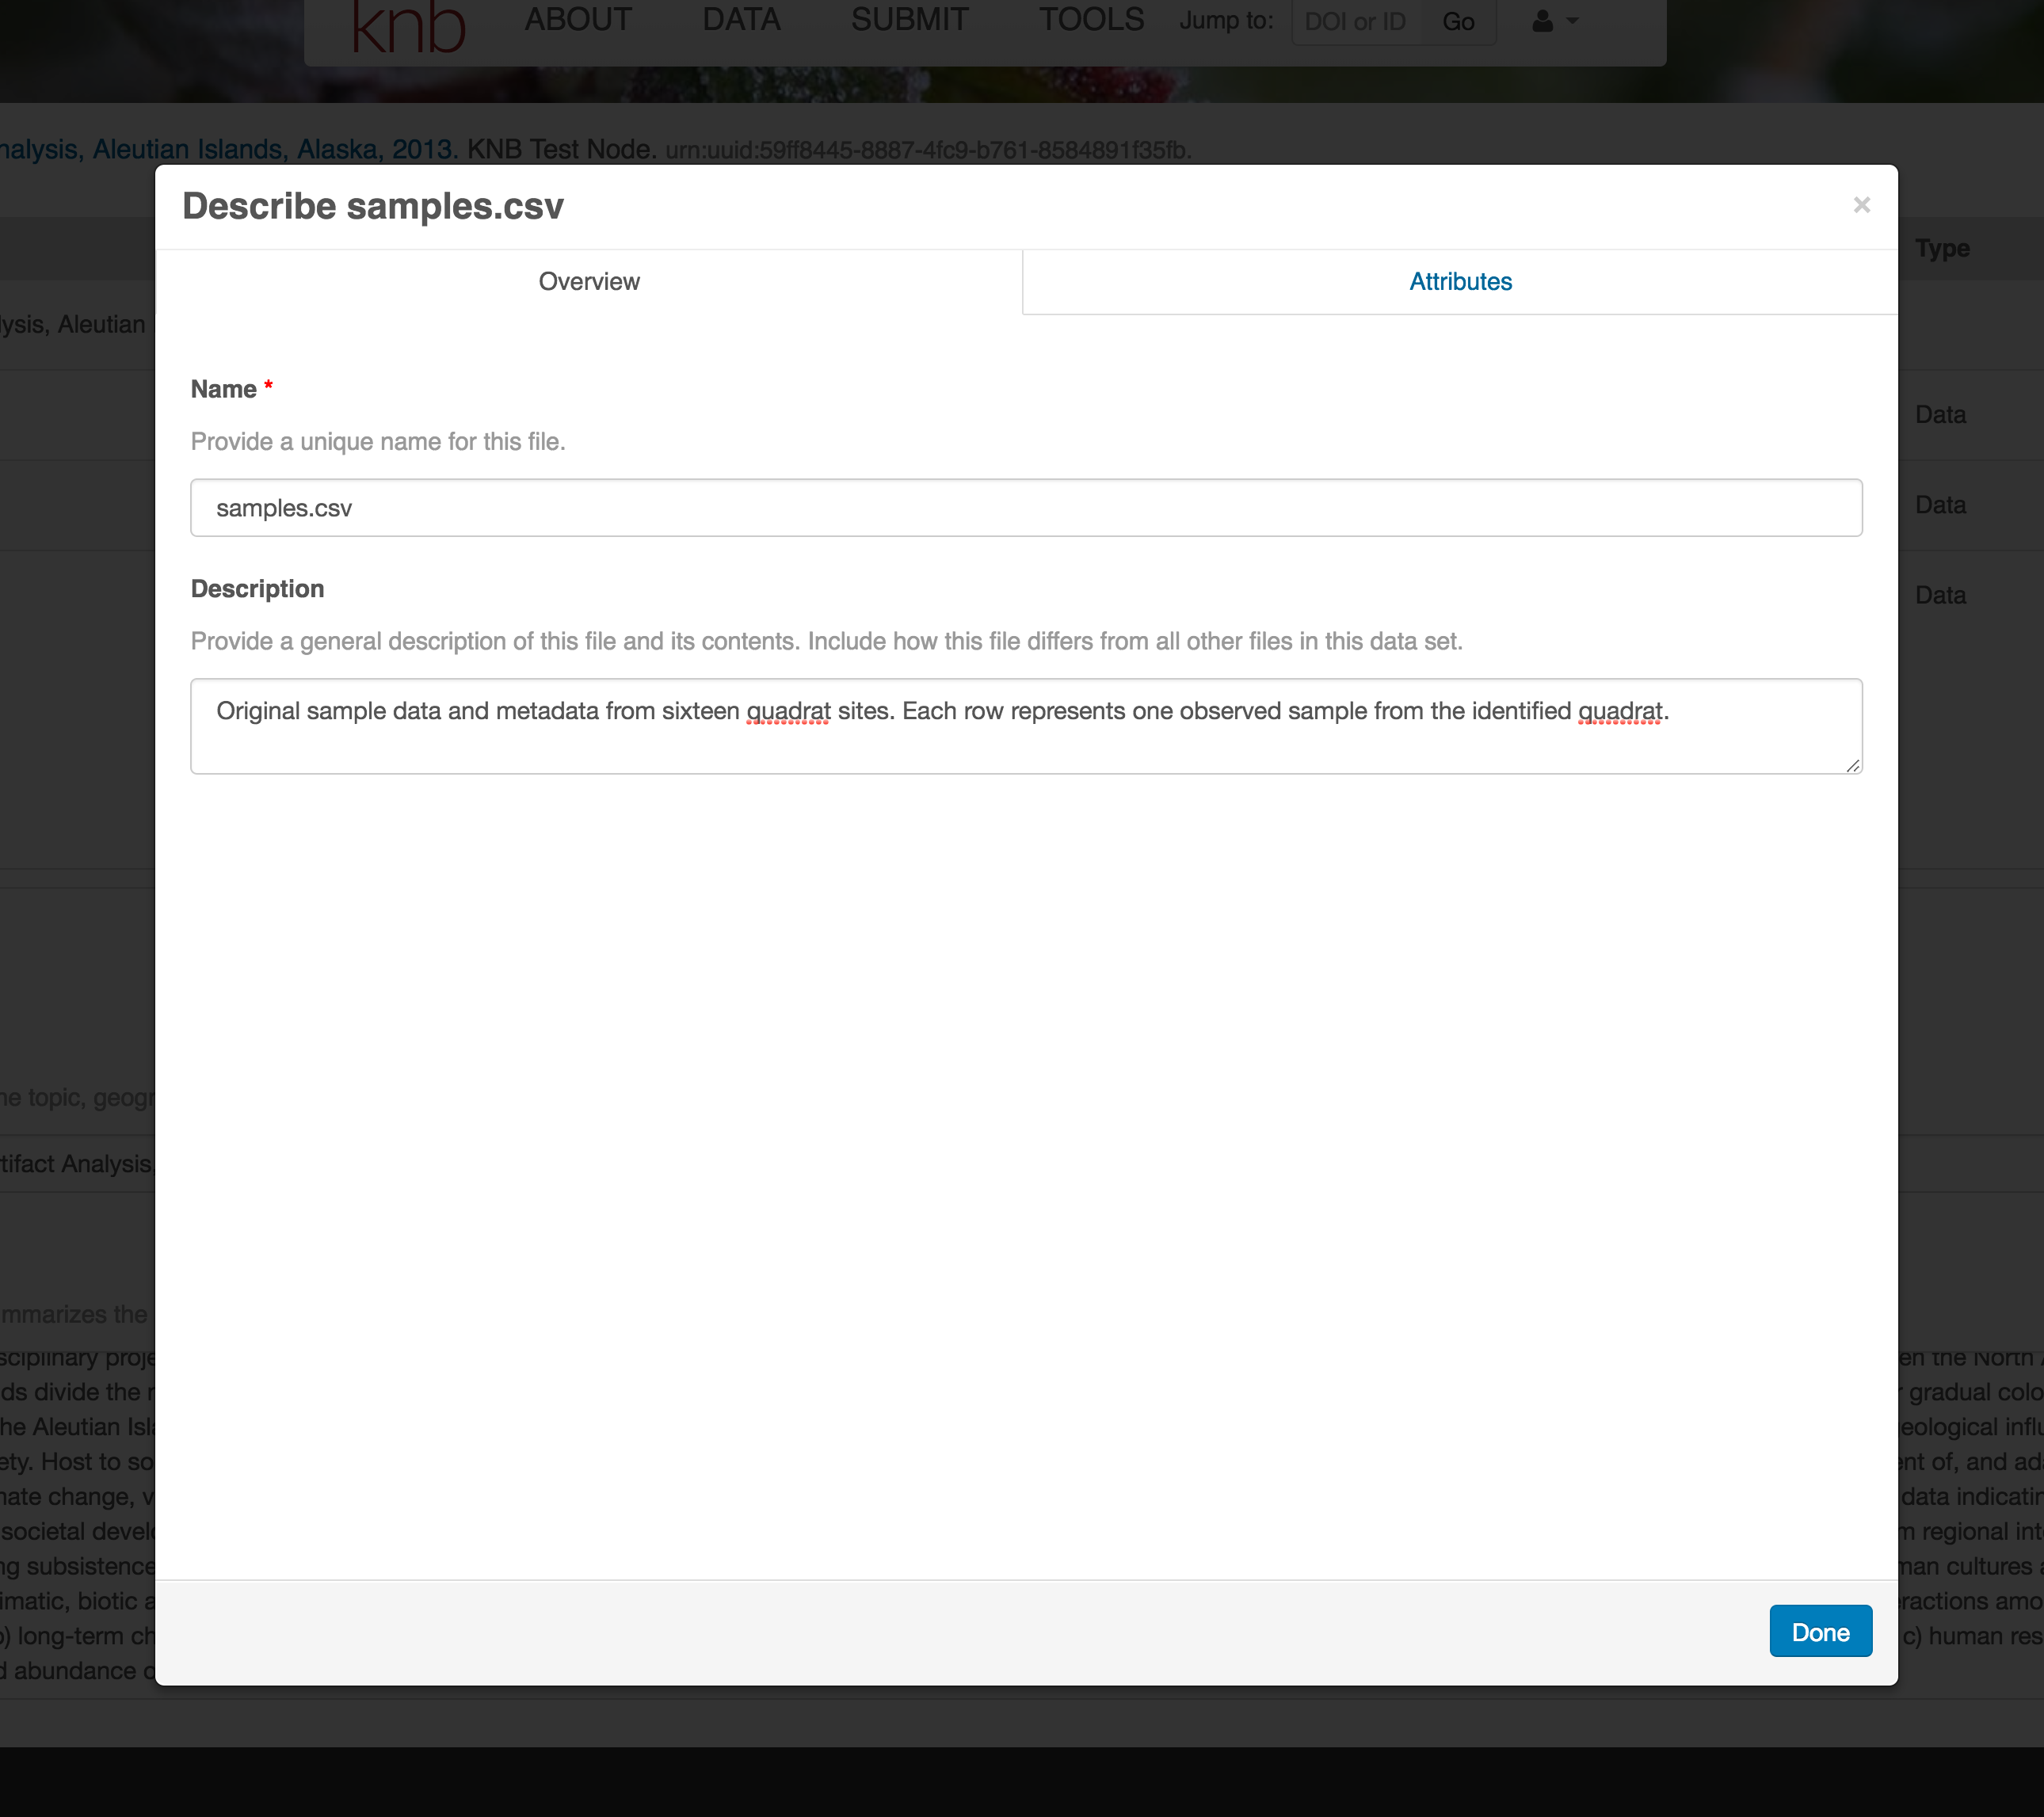 knb ABOUT DATA SUBMIT TOOLS Jump to: DOI or ID Go
nalysis, Aleutian Islands, Alaska, 2013. KNB Test Node. urn:uuid:59ff8445-8887-4fc9-b761-8584891f35fb.
Describe samples.csv ×
Type
Overview Attributes
lysis, Aleutian
Name *
Data
Provide a unique name for this file.
samples.csv
Data
Description
Data
Provide a general description of this file and its contents. Include how this file differs from all other files in this data set.
Original sample data and metadata from sixteen quadrat sites. Each row represents one observed sample from the identified quadrat.
he topic, geogr
tifact Analysis
mmarizes the
sciplinary proje en the North
ds divide the gradual colo
he Aleutian Isl eological influ
ety. Host to so ent of, and ad
nate change, data indicatin
societal develo m regional int
ng subsistence man cultures
imatic, biotic eractions amo
) long-term ch c) human res
d abundance
Done